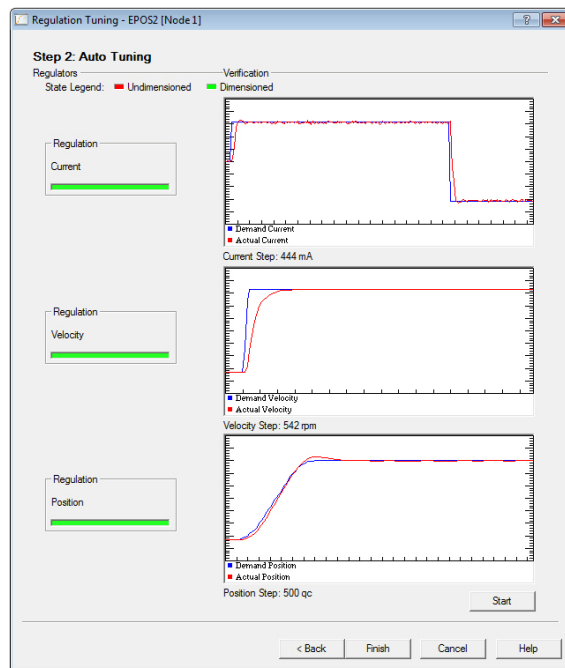 Regulation Tuning - EPOS2 [Node1]
Step 2: Auto Tuning
Regulators
Verification
State Legend: Undimensioned Dimensioned
Regulation
Current
Demand Current
Actual Current
Current Step: 444 mA
Regulation
Velocity
Demand Velocity
Actual Velocity
Velocity Step: 542 rpm
Regulation
Position
Demand Position
Actual Position
Position Step: 500 qc
Start
< Back
Finish
Cancel
Help